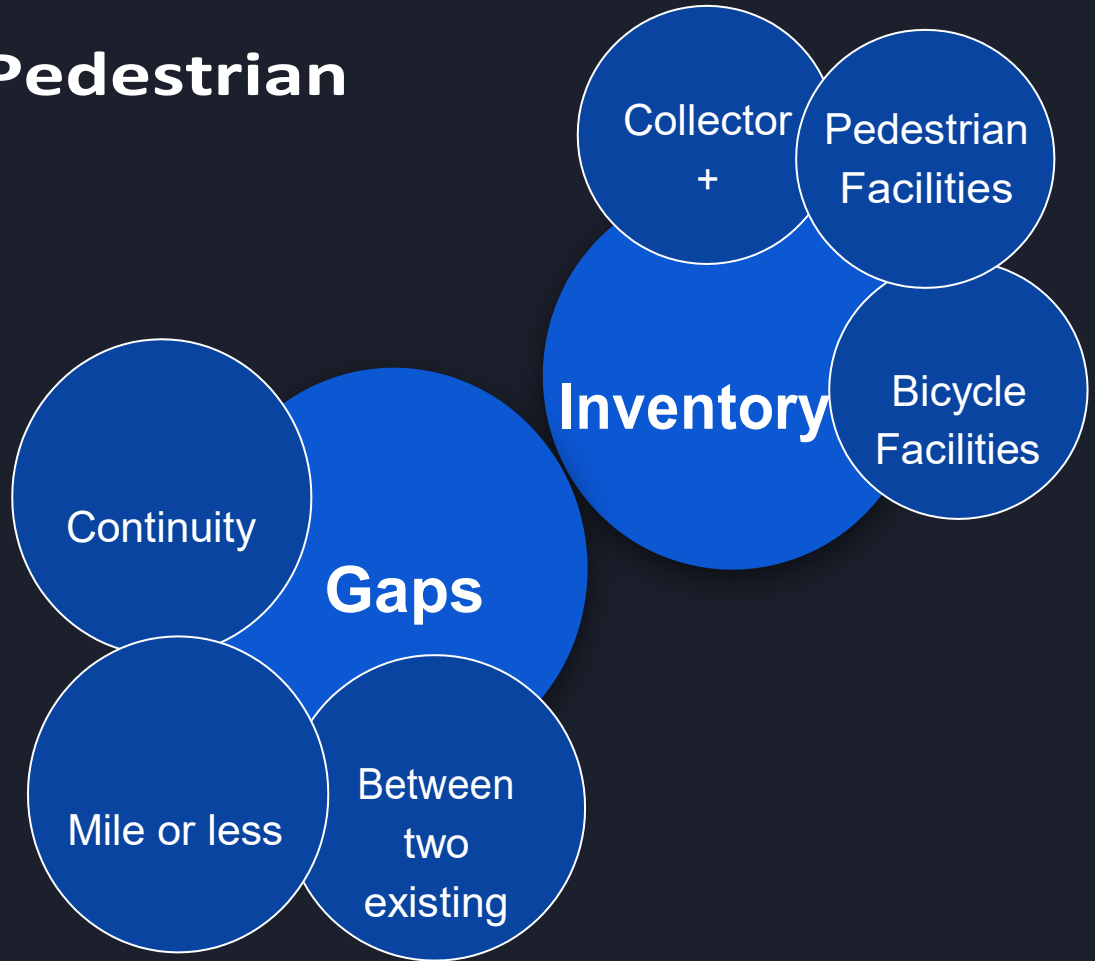 Pedestrian
Collector
+
Pedestrian
Facilities
Inventory
Bicycle
Facilities
Continuity
Gaps
Mile or less
Between
two
existing